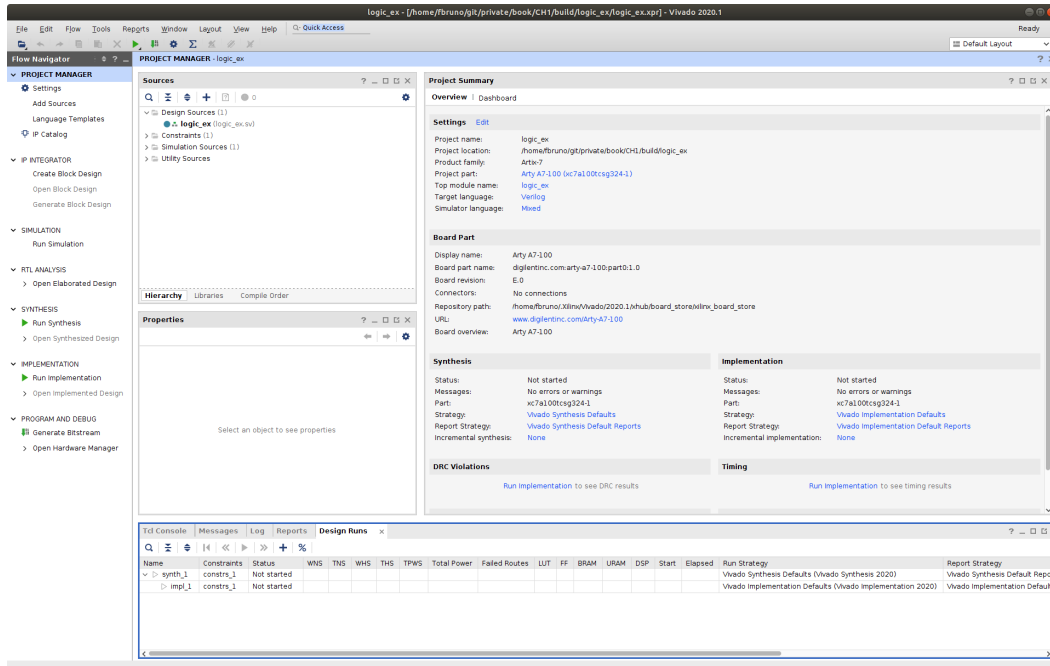 logic_ex - [/home/fbruno/git/private/book/CH1/build/logic_ex/logic_ex.xpr] - Vivado 2020.1
File Edit Flow Tools Reports Window Layout View Help Quick Access Ready
Default Layout
Flow Navigator
PROJECT MANAGER
Settings
Add Sources
Language Templates
IP Catalog
IP INTEGRATOR
Create Block Design
Open Block Design
Generate Block Design
SIMULATION
Run Simulation
RTL ANALYSIS
Open Elaborated Design
SYNTHESIS
Run Synthesis
Open Synthesized Design
IMPLEMENTATION
Run Implementation
Open Implemented Design
PROGRAM AND DEBUG
Generate Bitstream
Open Hardware Manager
PROJECT MANAGER - logic_ex
Sources
0
Design Sources (1)
logic_ex (logic_ex.sv)
Constraints (1)
Simulation Sources (1)
Utility Sources
Hierarchy Libraries Compile Order
Properties
Select an object to see properties
Project Summary
Overview | Dashboard
Settings Edit
Project name: logic_ex
Project location: /home/fbruno/git/private/book/CH1/build/logic_ex
Product family: Artix-7
Project part: Arty A7-100 (xc7a100tcsg324-1)
Top module name: logic_ex
Target language: Verilog
Simulator language: Mixed
Board Part
Display name: Arty A7-100
Board part name: digilentinc.com:arty-a7-100:part0:1.0
Board revision: E.0
Connectors: No connections
Repository path: /home/fbruno/.Xilinx/Vivado/2020.1/xhub/board_store/xilinx_board_store
URL: www.digilentinc.com/Arty-A7-100
Board overview: Arty A7-100
Synthesis
Status: Not started
Messages: No errors or warnings
Part: xc7a100tcsg324-1
Strategy: Vivado Synthesis Defaults
Report Strategy: Vivado Synthesis Default Reports
Incremental synthesis: None
Implementation
Status: Not started
Messages: No errors or warnings
Part: xc7a100tcsg324-1
Strategy: Vivado Implementation Defaults
Report Strategy: Vivado Implementation Default Reports
Incremental implementation: None
DRC Violations
Run Implementation to see DRC results
Timing
Run Implementation to see timing results
Tcl Console Messages Log Reports Design Runs
Name Constraints Status WNS TNS WHS THS TPWS Total Power Failed Routes LUT FF BRAM URAM DSP Start Elapsed Run Strategy Report Strategy
synth_1 constrs_1 Not started Vivado Synthesis Defaults (Vivado Synthesis 2020) Vivado Synthesis Default Repo
impl_1 constrs_1 Not started Vivado Implementation Defaults (Vivado Implementation 2020) Vivado Implementation Defaul